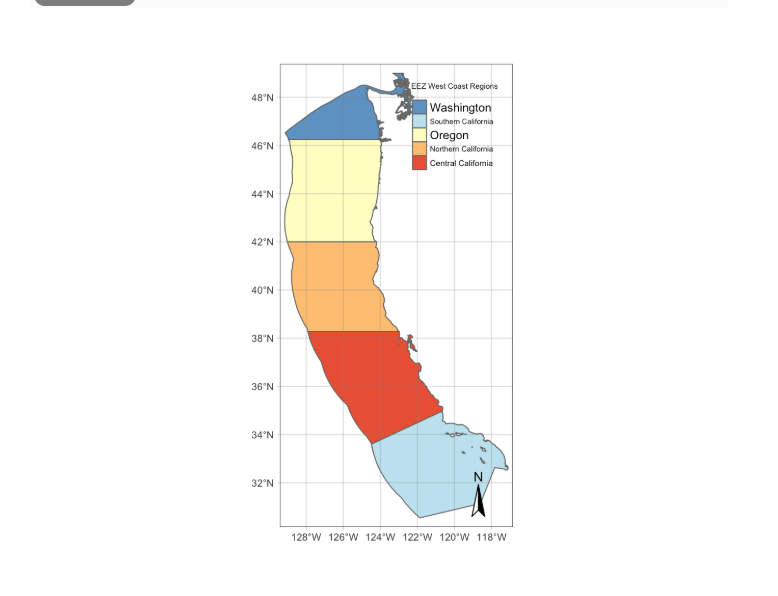 EEZ West Coast Regions
48°N
Washington
Southern California
Oregon
46°N
Northern California
Central California
44°N
42°N
40°N
38°N
36°N
34°N
32°N
N
128°W 126°W 124°W 122°W 120°W 118°W